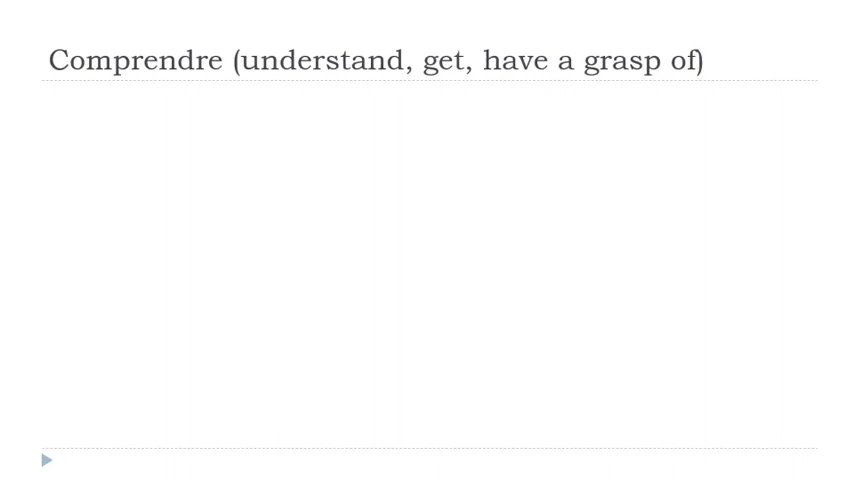 Comprendre (understand, get, have a grasp of)